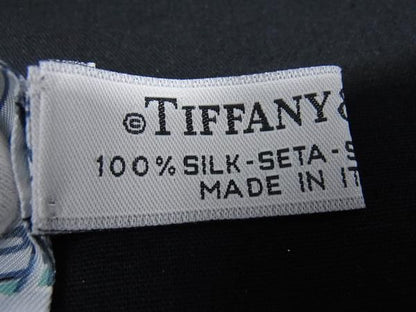 ©TIFFANY &
100% SILK-SETA-S
MADE IN IT